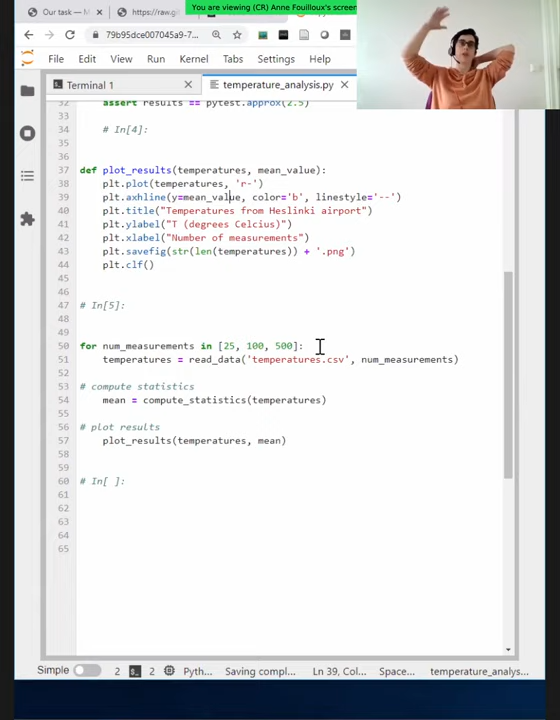 You are viewing (CR) Anne Fouilloux's screen
Our task — M
https://raw.gi
79b95dce007045a9-7...
File Edit View Run Kernel Tabs Settings
Terminal 1
temperature_analysis.py
32 assert results == pytest.approx(2.5)
33
34 # In[4]:
35
36
37 def plot_results(temperatures, mean_value):
38 plt.plot(temperatures, 'r-')
39 plt.axhline(y=mean_value, color='b', linestyle='--')
40 plt.title("Temperatures from Heslinki airport")
41 plt.ylabel("T (degrees Celcius)")
42 plt.xlabel("Number of measurements")
43 plt.savefig(str(len(temperatures)) + '.png')
44 plt.clf()
45
46
47 # In[5]:
48
49
50 for num_measurements in [25, 100, 500]:
51 temperatures = read_data('temperatures.csv', num_measurements)
52
53 # compute statistics
54 mean = compute_statistics(temperatures)
55
56 # plot results
57 plot_results(temperatures, mean)
58
59
60 # In[ ]:
61
62
63
64
65
Simple 2 2 Pyth... Saving compl... Ln 39, Col... Space... temperature_analys...